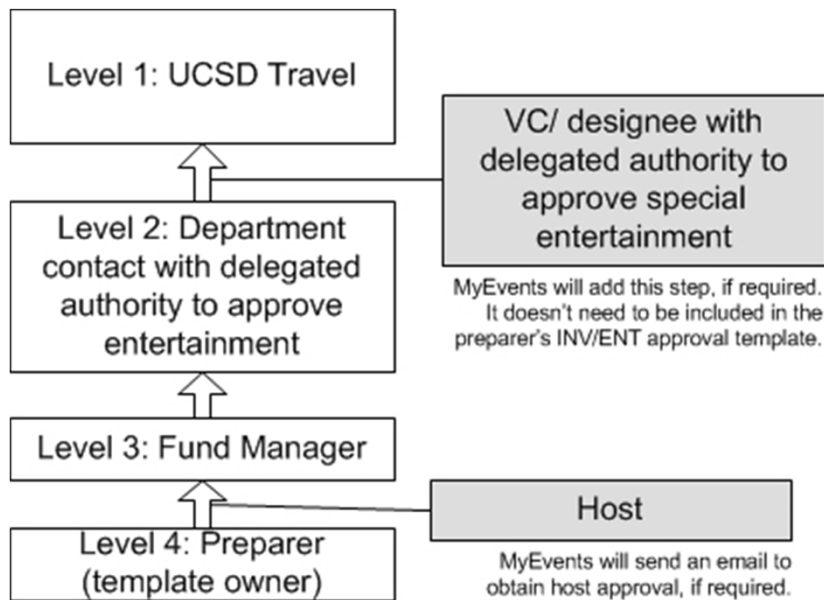 Level 1: UCSD Travel
VC/ designee with
delegated authority to
approve special
entertainment
Level 2: Department
contact with delegated
authority to approve
entertainment
MyEvents will add this step, if required.
It doesn't need to be included in the
preparer's INV/ENT approval template.
Level 3: Fund Manager
Host
Level 4: Preparer
(template owner)
MyEvents will send an email to
obtain host approval, if required.